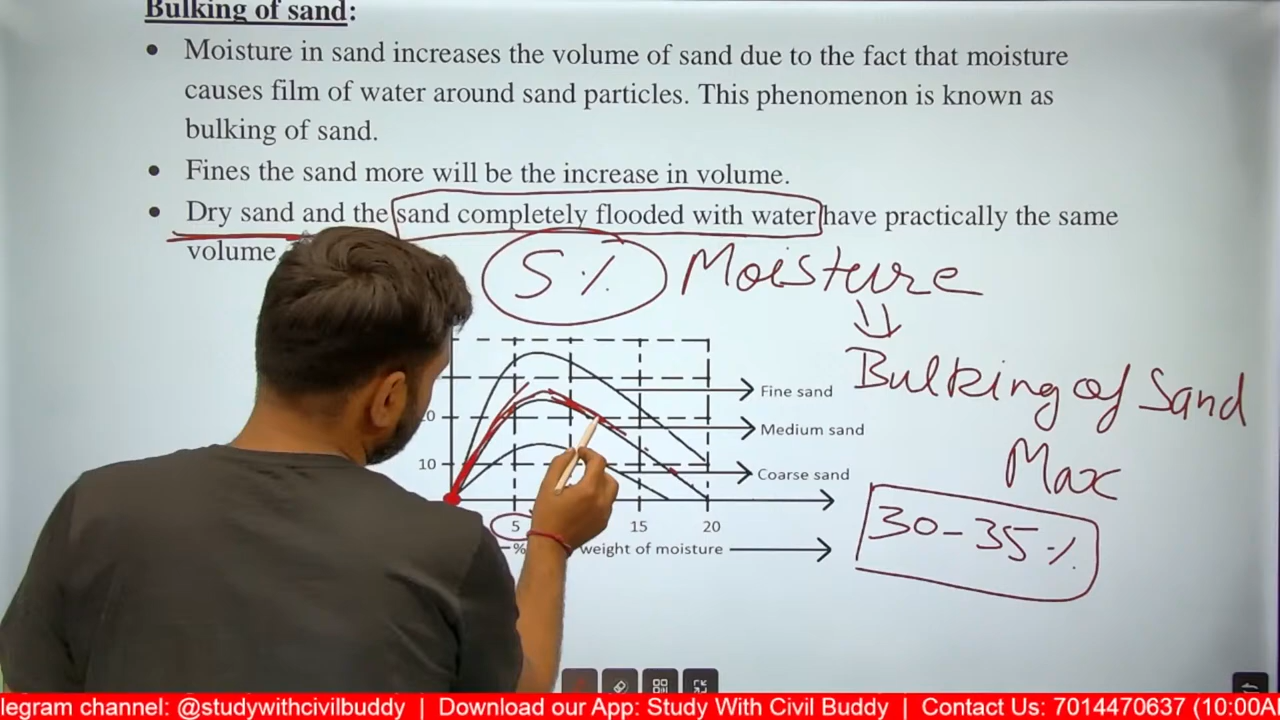 Bulking of sand:
• Moisture in sand increases the volume of sand due to the fact that moisture
causes film of water around sand particles. This phenomenon is known as
bulking of sand.
• Fines the sand more will be the increase in volume.
• Dry sand and the sand completely flooded with water have practically the same
volume
5% Moisture
Bulking of Sand
Max
30-35%
Fine sand
Medium sand
10
Coarse sand
5 15 20
% weight of moisture
legram channel: @studywithcivilbuddy | Download our App: Study With Civil Buddy | Contact Us: 7014470637 (10:00A